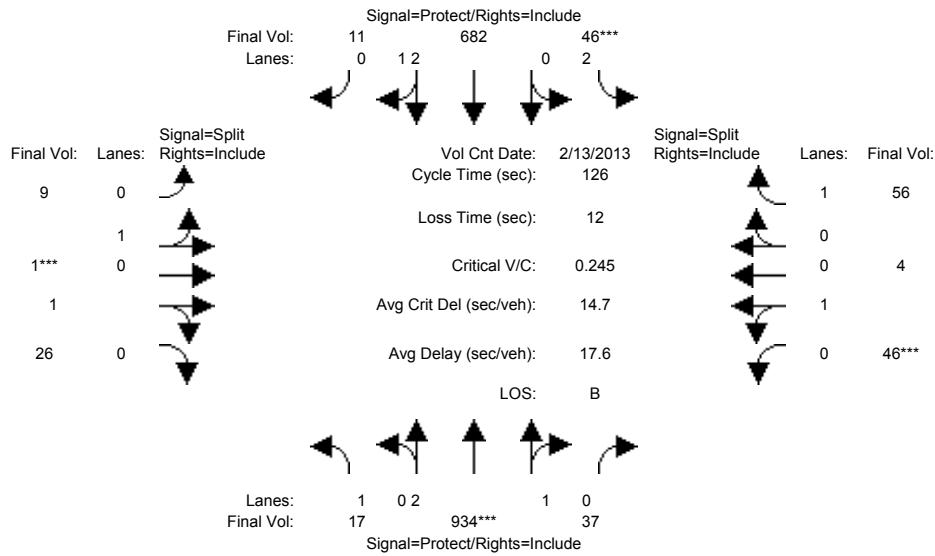 Signal=Protect/Rights=Include
Final Vol: 11 682 46***
Lanes: 0 1 2 0 2
Signal=Split Signal=Split
Final Vol: Lanes: Rights=Include Vol Cnt Date: 2/13/2013 Rights=Include Lanes: Final Vol:
Cycle Time (sec): 126
9 0 1 56
Loss Time (sec): 12
1 0
1*** 0 Critical V/C: 0.245 0 4
1 Avg Crit Del (sec/veh): 14.7 1
26 0 Avg Delay (sec/veh): 17.6 0 46***
LOS: B
Lanes: 1 0 2 1 0
Final Vol: 17 934*** 37
Signal=Protect/Rights=Include